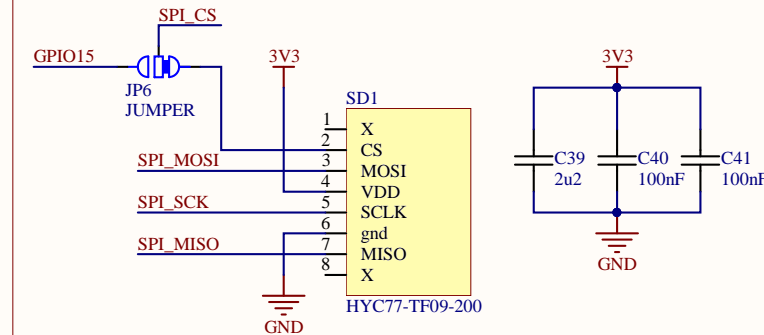 SPI_CS
GPIO15
JP6
JUMPER
3V3
SD1
1 X
2 CS
SPI_MOSI 3 MOSI
4 VDD
SPI_SCK 5 SCLK
6 gnd
SPI_MISO 7 MISO
8 X
HYC77-TF09-200
GND
3V3
C39
2u2
C40
100nF
C41
100nF
GND